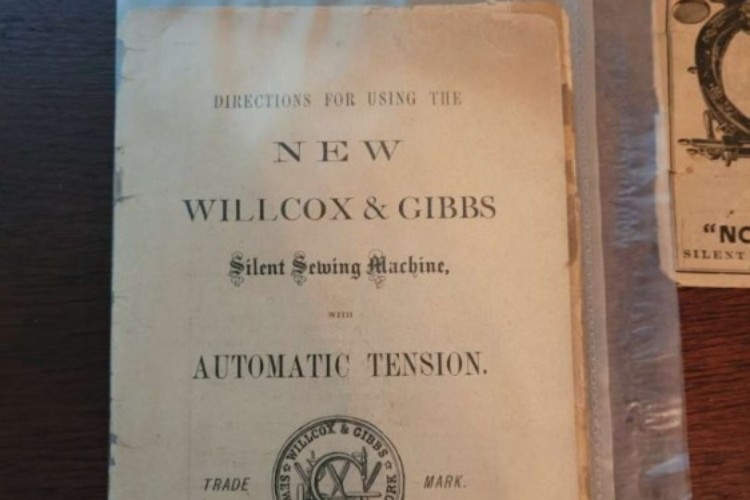 DIRECTIONS FOR USING THE
NEW
WILLCOX & GIBBS
Silent Sewing Machine,
WITH
AUTOMATIC TENSION.
WILLCOX & GIBBS
TRADE MARK.
"NO
SILENT